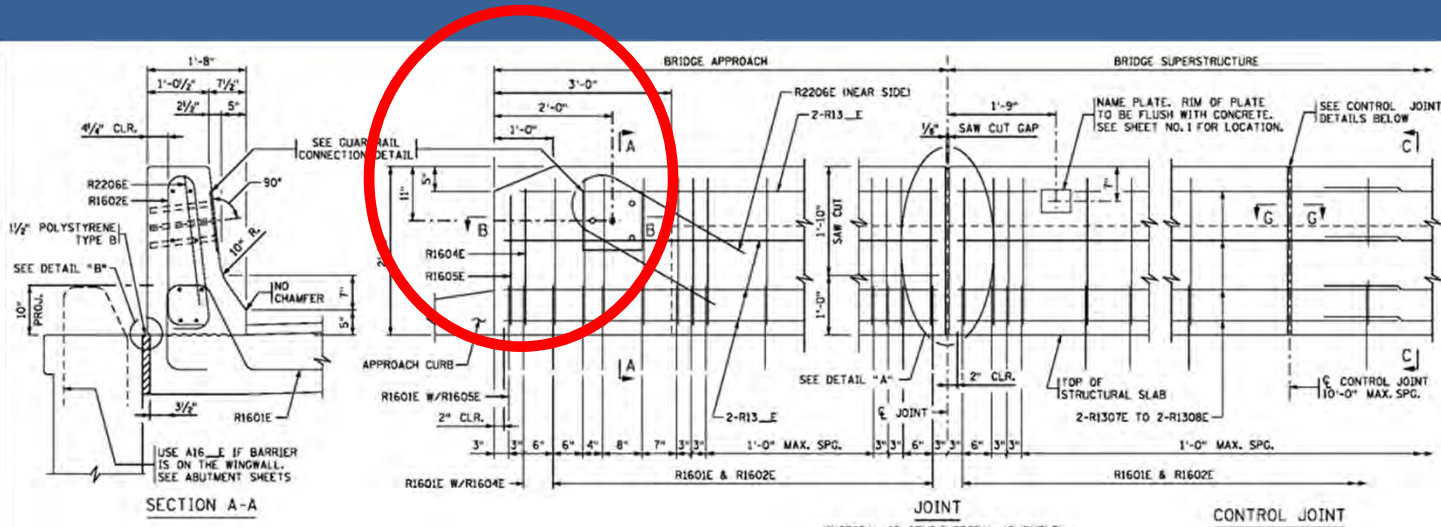 1'-8"
1'-0½" 7½"
2½" 5"
4¼" CLR.
R2206E
R1602E
90°
1½" POLYSTYRENE
TYPE B
10" R.
SEE DETAIL "B"
NO
CHAMFER
10"
PROJ.
7"
5"
3½"
R1601E
USE A16__E IF BARRIER
IS ON THE WINGWALL.
SEE ABUTMENT SHEETS
SECTION A-A
BRIDGE APPROACH
BRIDGE SUPERSTRUCTURE
3'-0"
2'-0"
1'-0"
A
SEE GUARDRAIL
CONNECTION DETAIL
R2206E (NEAR SIDE)
2-R13__E
5"
11"
B B
R1604E
R1605E
APPROACH CURB
R1601E W/R1605E
2" CLR.
A
2-R13__E
3" 3" 6" 6" 4" 8" 7" 3" 3" 1'-0" MAX. SPG. 3" 3" 6" 3" 3" 6" 3" 3" 1'-0" MAX. SPG.
R1601E W/R1604E
R1601E & R1602E
R1601E & R1602E
⅛" SAW CUT GAP
1'-9"
NAME PLATE. RIM OF PLATE
TO BE FLUSH WITH CONCRETE.
SEE SHEET NO. 1 FOR LOCATION.
SEE CONTROL JOINT
DETAILS BELOW
C
7"
G G
1'-10"
SAW CUT
1'-0"
SEE DETAIL "A"
℄ JOINT
2" CLR.
TOP OF
STRUCTURAL SLAB
C
℄ CONTROL JOINT
10'-0" MAX. SPG.
2-R1307E TO 2-R1308E
JOINT
CONTROL JOINT